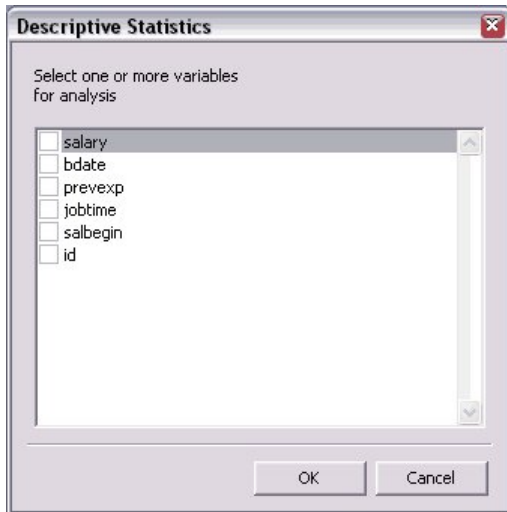 Descriptive Statistics
Select one or more variables
for analysis
salary
bdate
prevexp
jobtime
salbegin
id
OK
Cancel